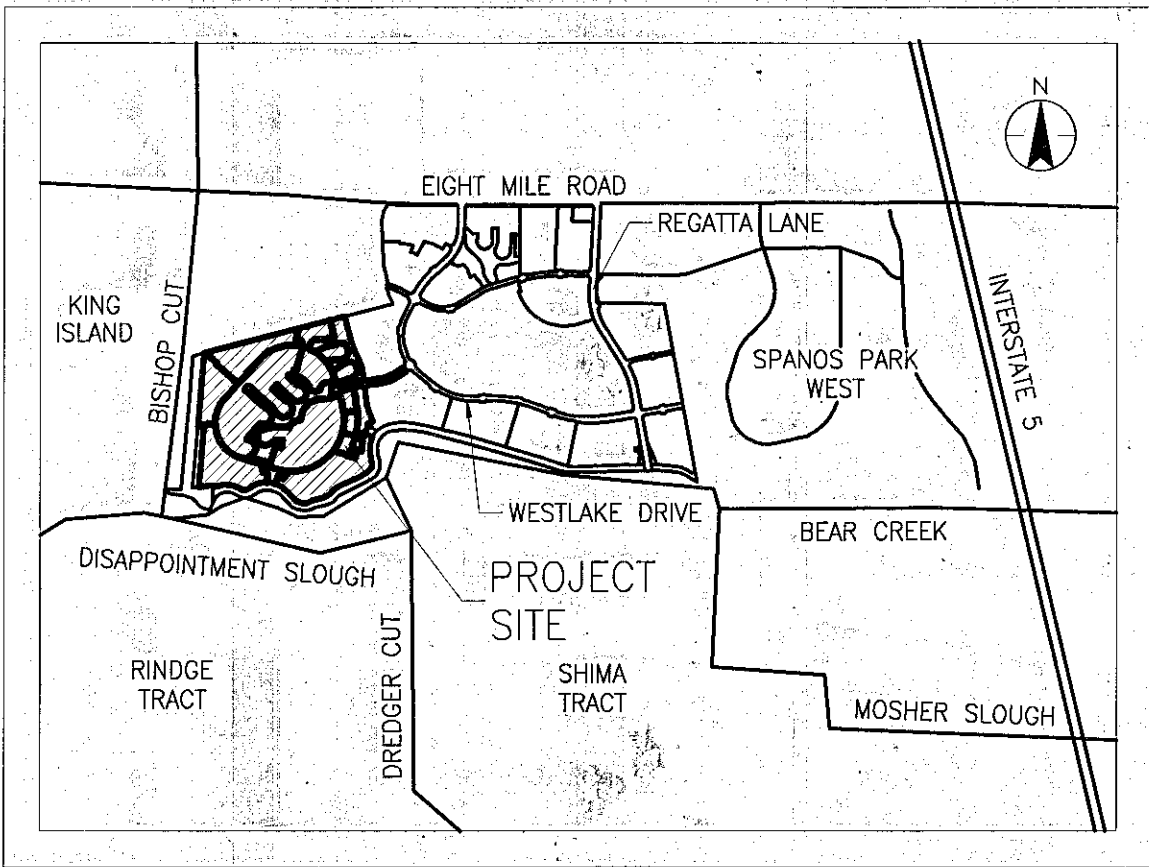 N
EIGHT MILE ROAD
REGATTA LANE
KING
ISLAND
BISHOP CUT
INTERSTATE 5
SPANOS PARK
WEST
WESTLAKE DRIVE
BEAR CREEK
DISAPPOINTMENT SLOUGH
PROJECT
SITE
DREDGER CUT
RINDGE
TRACT
SHIMA
TRACT
MOSHER SLOUGH